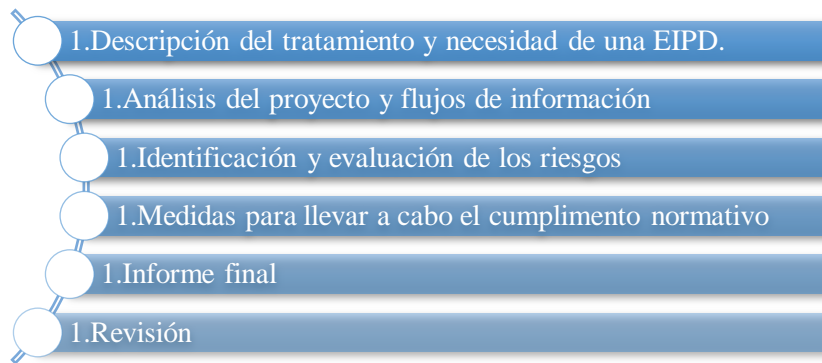 1.Descripción del tratamiento y necesidad de una EIPD.
1.Análisis del proyecto y flujos de información
1.Identificación y evaluación de los riesgos
1.Medidas para llevar a cabo el cumplimento normativo
1.Informe final
1.Revisión